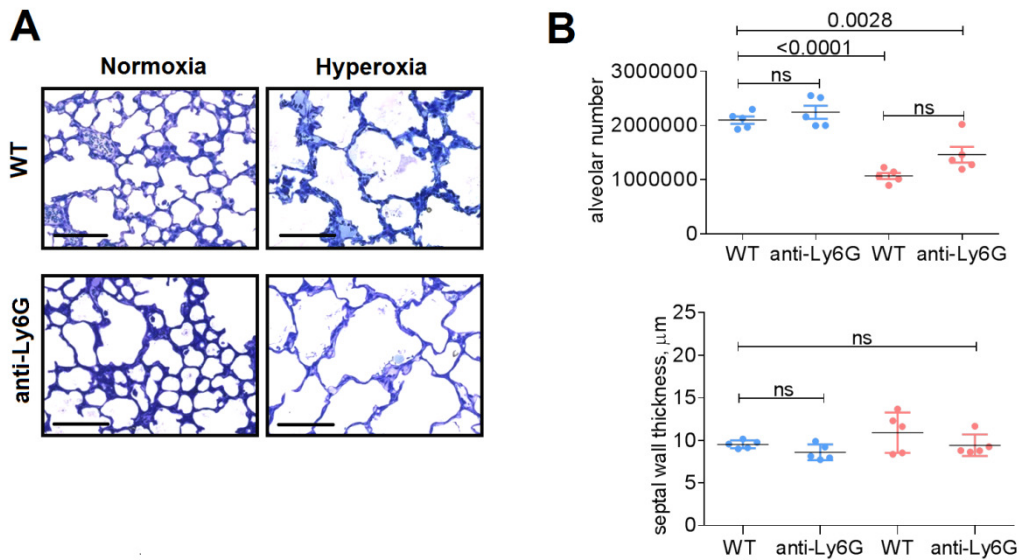 A
Normoxia Hyperoxia
WT
anti-Ly6G
B
0.0028
<0.0001
ns
ns
3000000
2000000
1000000
0
alveolar number
WT anti-Ly6G WT anti-Ly6G
25
20
15
10
5
0
septal wall thickness, μm
ns
ns
WT anti-Ly6G WT anti-Ly6G